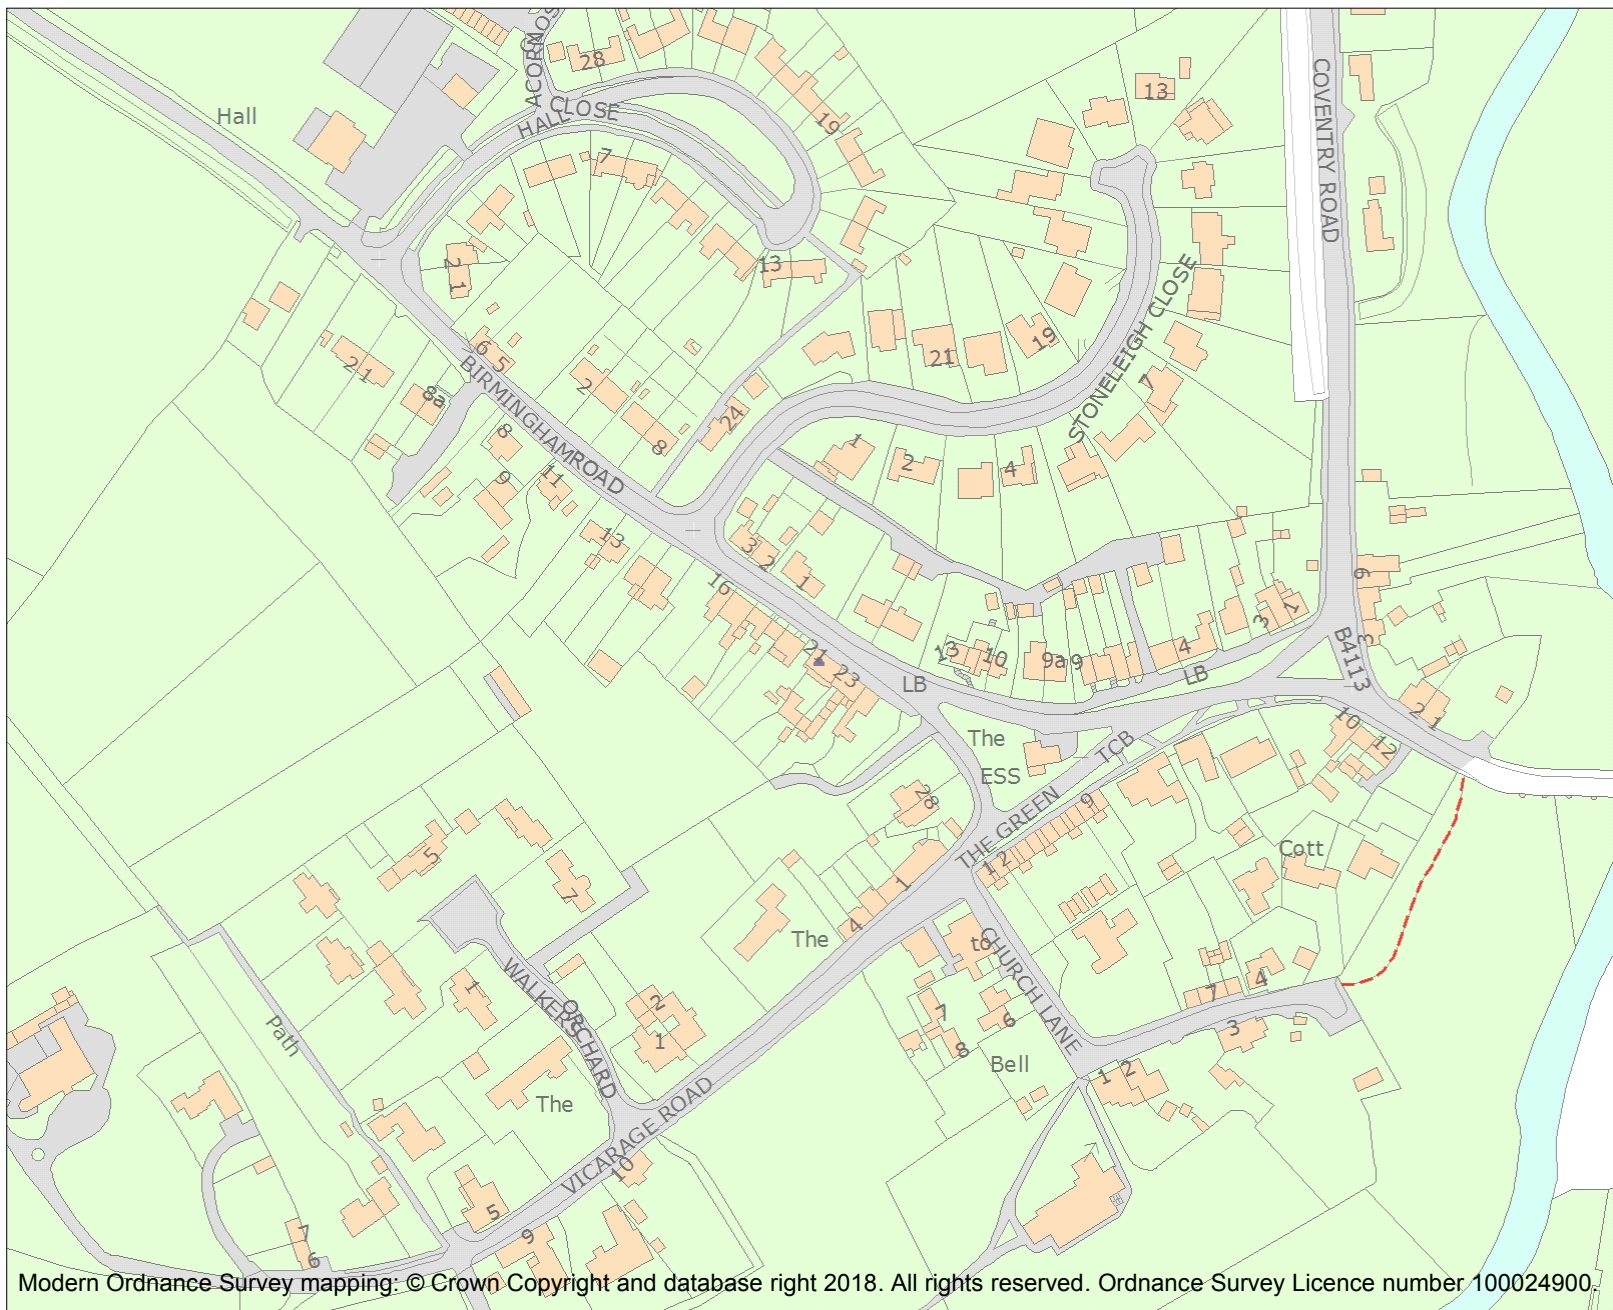 ACORN
CLOSE
28
CLOSE
HALL
Hall
7
19
13
COVENTRY ROAD
2 1
13
STONELEIGH CLOSE
6 5
2 1
8a
BIRMINGHAM ROAD
2
8
24
21
19
7
8
9
11
13
1
2
4
3
2
1
16
6
3
1
3
B4113
21
23
13
10
9a
9
4
LB
LB
The
ESS
TCB
THE GREEN
9
10
12
2 1
28
1 2
Cott
5
7
1
4
The
to
CHURCH LANE
7
4
3
WALKERS
ORCHARD
1
2
1
7
8
6
Bell
1 2
Path
The
VICARAGE ROAD
10
5
9
7
6
Modern Ordnance Survey mapping: © Crown Copyright and database right 2018. All rights reserved. Ordnance Survey Licence number 100024900.